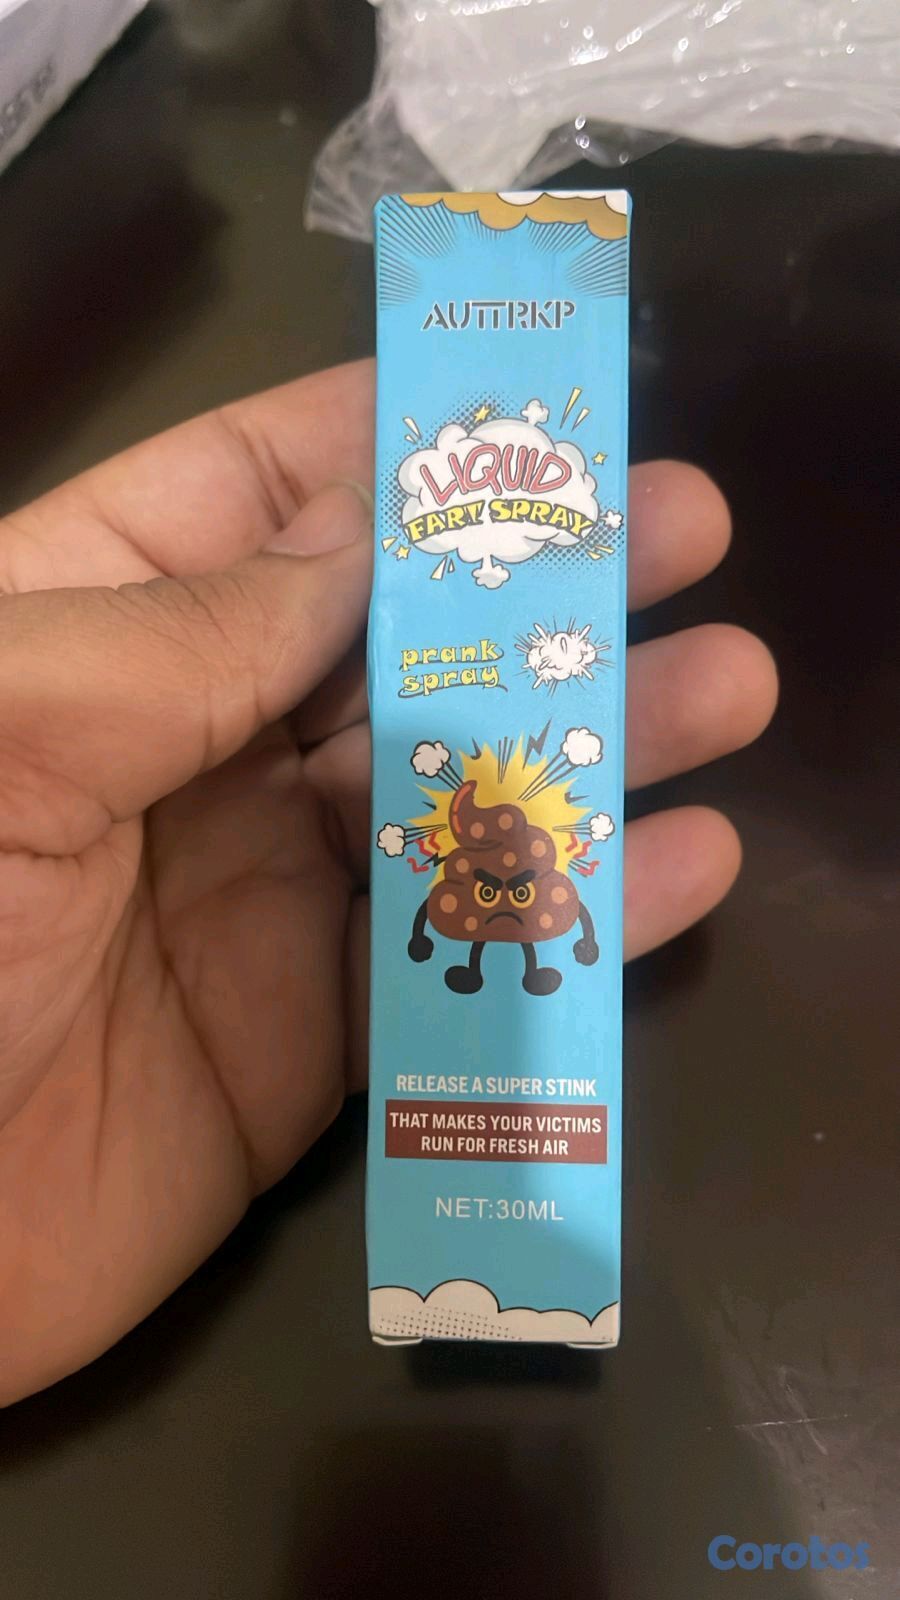 AUTTRKP
LIQUID
FART SPRAY
prank
spray
RELEASE A SUPER STINK
THAT MAKES YOUR VICTIMS
RUN FOR FRESH AIR
NET:30ML
Corotos